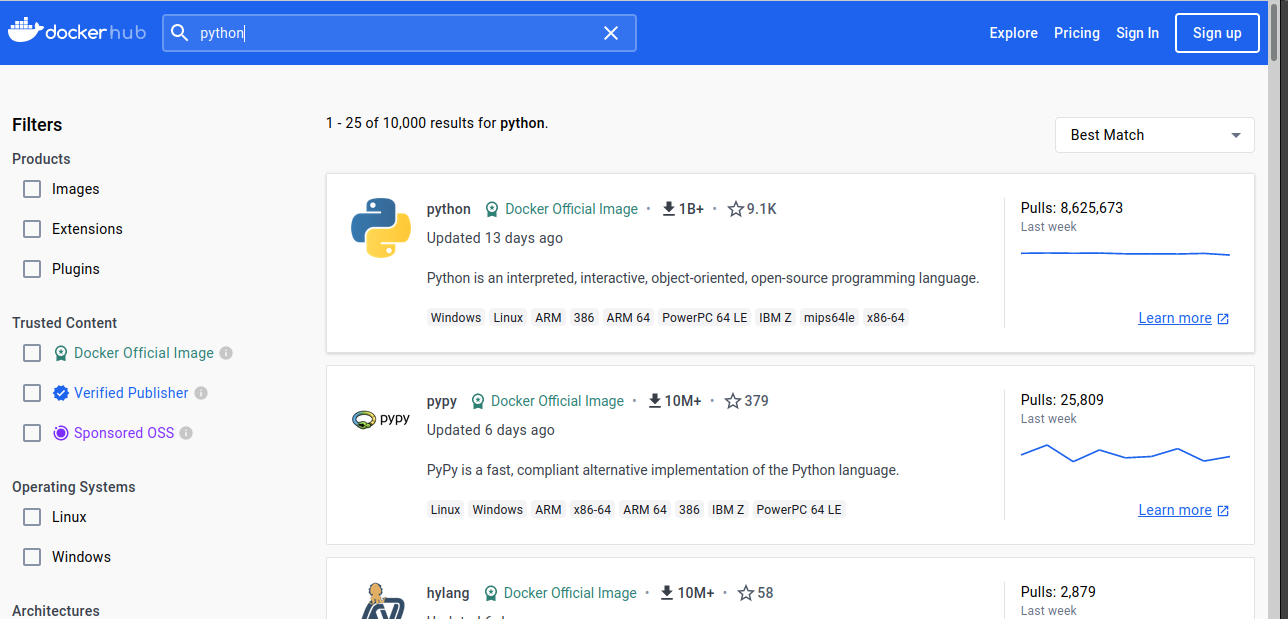 docker hub
python
Explore
Pricing
Sign In
Sign up
Filters
Products
Images
Extensions
Plugins
Trusted Content
Docker Official Image
Verified Publisher
Sponsored OSS
Operating Systems
Linux
Windows
Architectures
1 - 25 of 10,000 results for python.
Best Match
python Docker Official Image • 1B+ • 9.1K
Updated 13 days ago
Python is an interpreted, interactive, object-oriented, open-source programming language.
Windows Linux ARM 386 ARM 64 PowerPC 64 LE IBM Z mips64le x86-64
Pulls: 8,625,673
Last week
Learn more
pypy
pypy Docker Official Image • 10M+ • 379
Updated 6 days ago
PyPy is a fast, compliant alternative implementation of the Python language.
Linux Windows ARM x86-64 ARM 64 386 IBM Z PowerPC 64 LE
Pulls: 25,809
Last week
Learn more
hylang Docker Official Image • 10M+ • 58
Pulls: 2,879
Last week